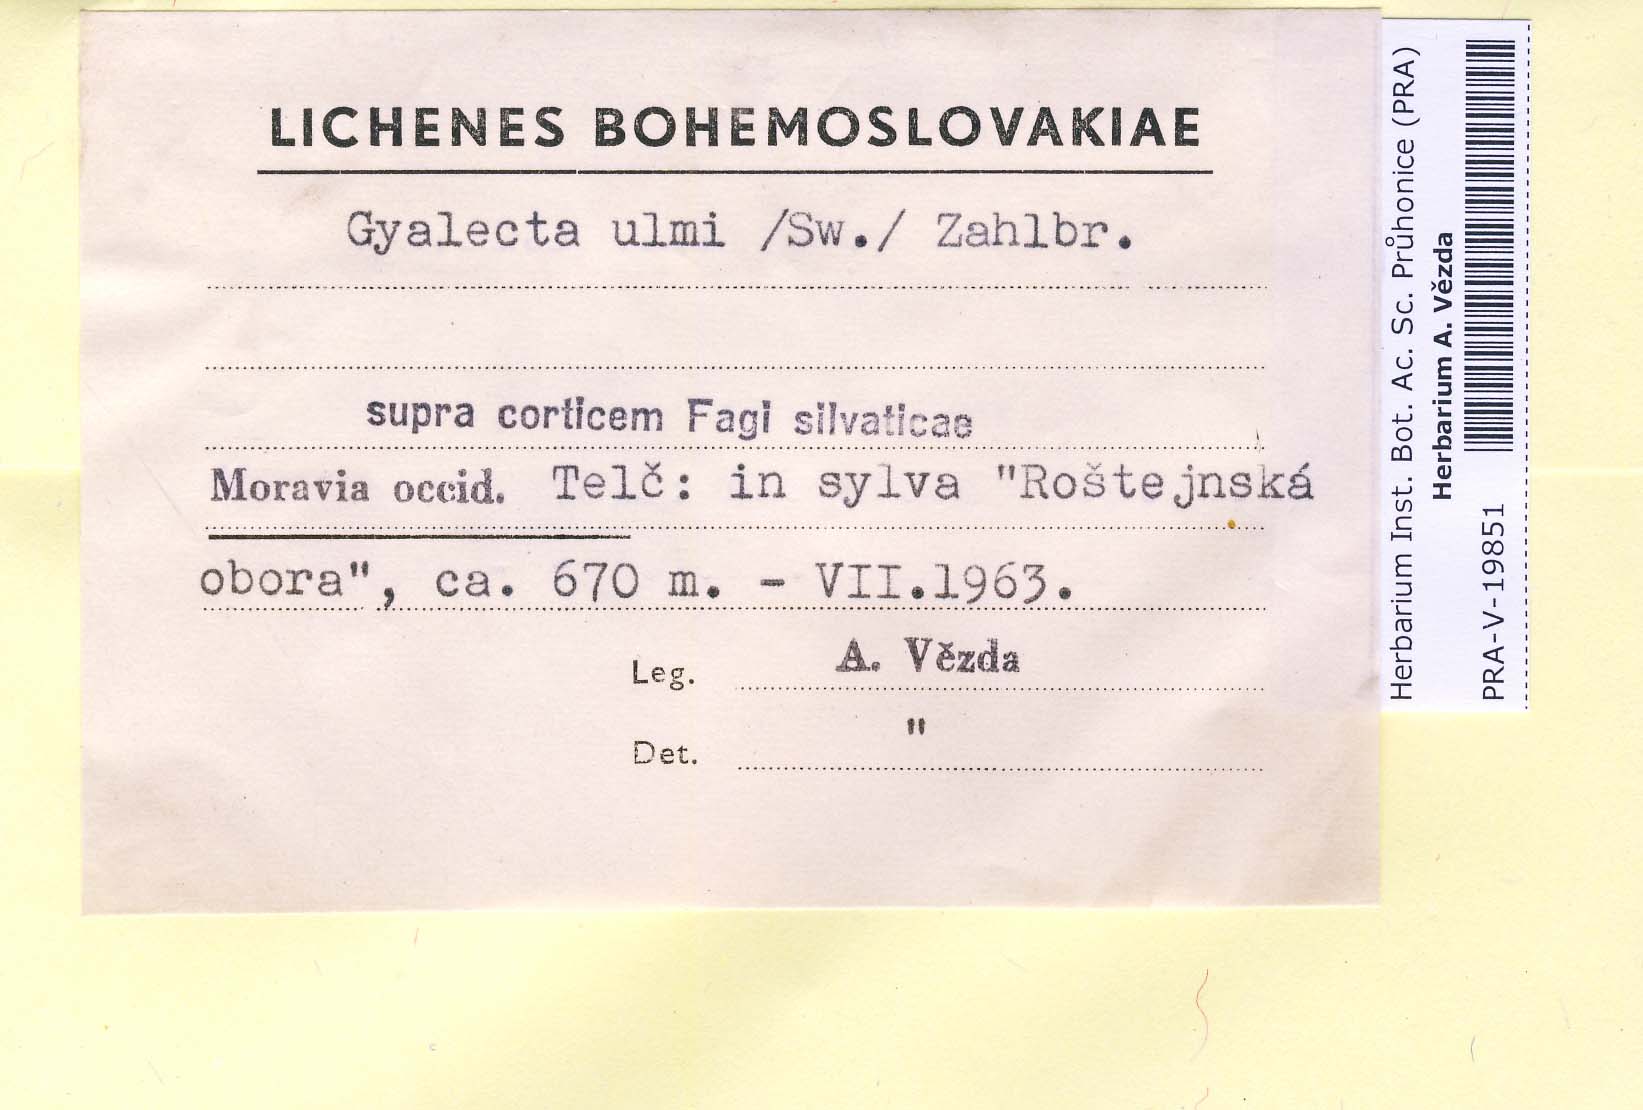 LICHENES BOHEMOSLOVAKIAE
Gyalecta ulmi /Sw./ Zahlbr.
supra corticem Fagi silvaticae
Moravia occid. Telč: in sylva "Roštejnská
obora", ca. 670 m. - VII.1963.
Leg. A. Vězda
Det. "
Herbarium Inst. Bot. Ac. Sc. Průhonice (PRA)
Herbarium A. Vězda
PRA-V-19851